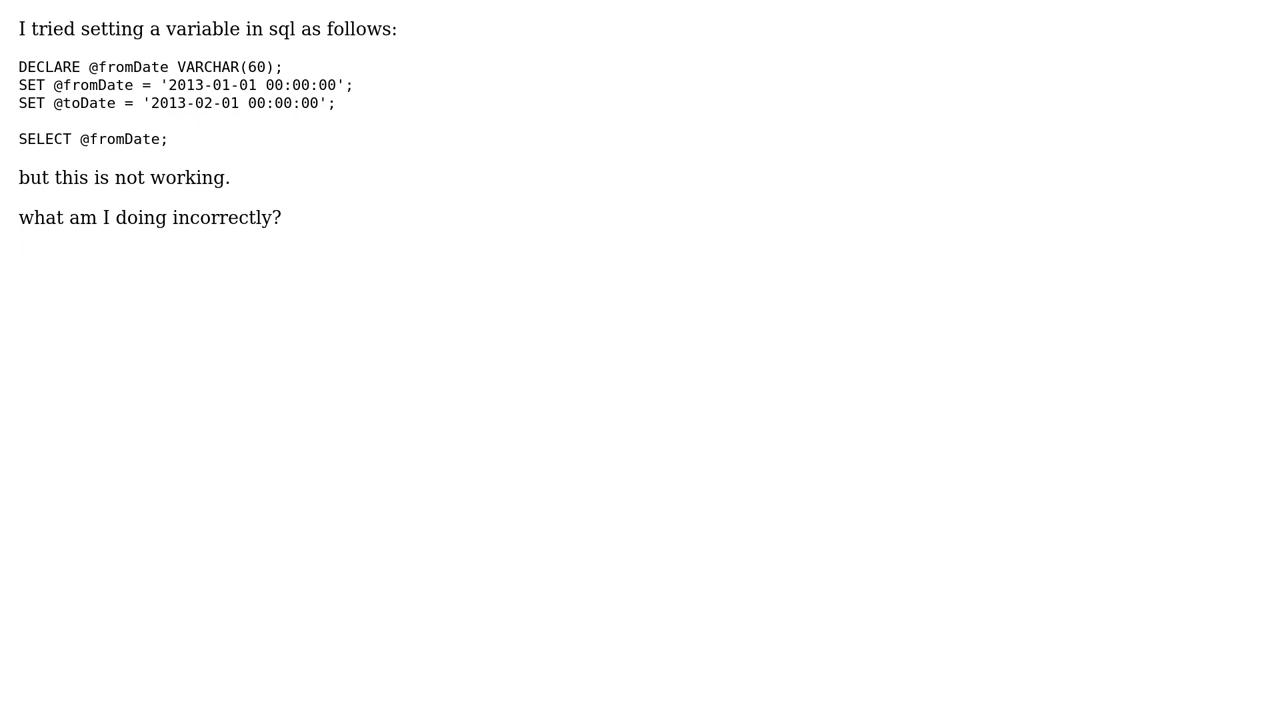 I tried setting a variable in sql as follows:
DECLARE @fromDate VARCHAR(60);
SET @fromDate = '2013-01-01 00:00:00';
SET @toDate = '2013-02-01 00:00:00';
SELECT @fromDate;
but this is not working.
what am I doing incorrectly?